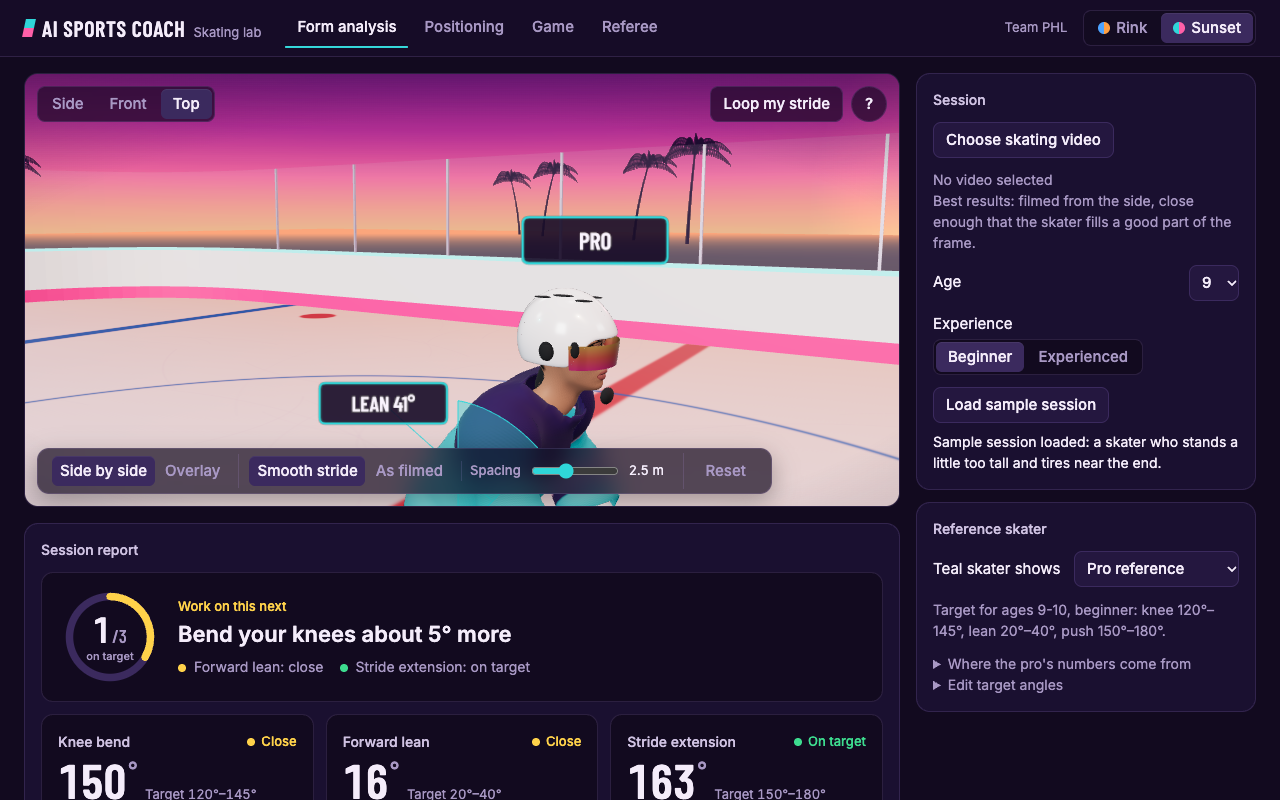 AI SPORTS COACH Skating lab Form analysis Positioning Game Referee Team PHL Rink Sunset
Side Front Top Loop my stride ?
PRO
LEAN 41°
Side by side Overlay Smooth stride As filmed Spacing 2.5 m Reset
Session report
1/3
on target
Work on this next
Bend your knees about 5° more
Forward lean: close Stride extension: on target
Knee bend Close
150° Target 120°–145°
Forward lean Close
16° Target 20°–40°
Stride extension On target
163° Target 150°–180°
Session
Choose skating video
No video selected
Best results: filmed from the side, close
enough that the skater fills a good part of the
frame.
Age 9
Experience
Beginner Experienced
Load sample session
Sample session loaded: a skater who stands a
little too tall and tires near the end.
Reference skater
Teal skater shows Pro reference
Target for ages 9-10, beginner: knee 120°–
145°, lean 20°–40°, push 150°–180°.
Where the pro's numbers come from
Edit target angles